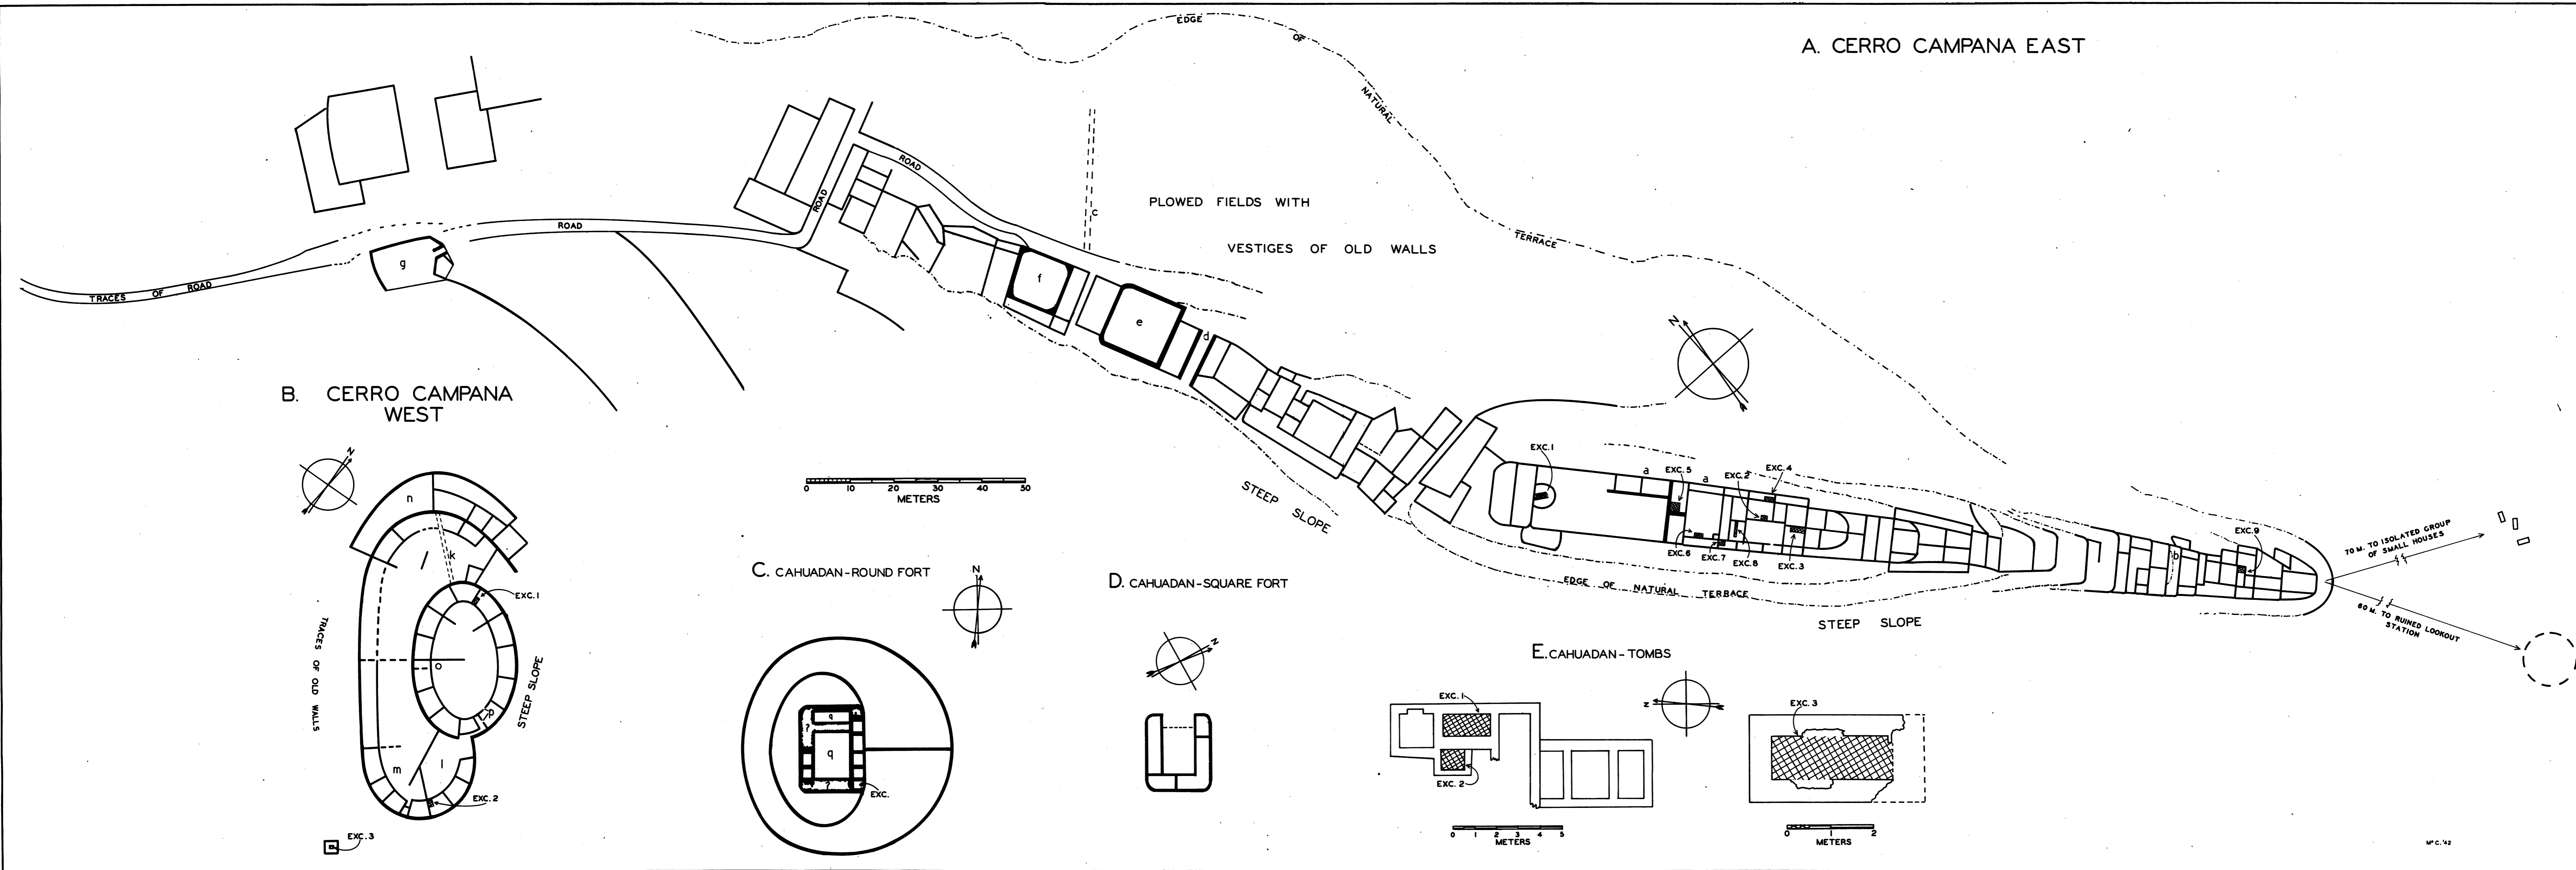 A. CERRO CAMPANA EAST
EDGE
OF
NATURAL
TERRACE
PLOWED FIELDS WITH
VESTIGES OF OLD WALLS
c
ROAD
ROAD
ROAD
TRACES OF ROAD
g
f
e
d
N
STEEP SLOPE
EXC. 1
a
EXC. 5
a
EXC. 2
EXC. 4
EXC. 6
EXC. 7
EXC. 8
EXC. 3
b
EXC. 9
EDGE OF NATURAL TERRACE
STEEP SLOPE
70 M. TO ISOLATED GROUP
OF SMALL HOUSES
60 M. TO RUINED LOOKOUT
STATION
0 10 20 30 40 50
METERS
B. CERRO CAMPANA
WEST
N
n
k
EXC. 1
TRACES OF OLD WALLS
o
STEEP SLOPE
p
m
l
EXC. 2
EXC. 3
C. CAHUADAN-ROUND FORT
N
q
?
q
?
EXC.
D. CAHUADAN-SQUARE FORT
N
E. CAHUADAN-TOMBS
EXC. 1
EXC. 2
N
0 1 2 3 4 5
METERS
EXC. 3
0 1 2
METERS
McC. '42